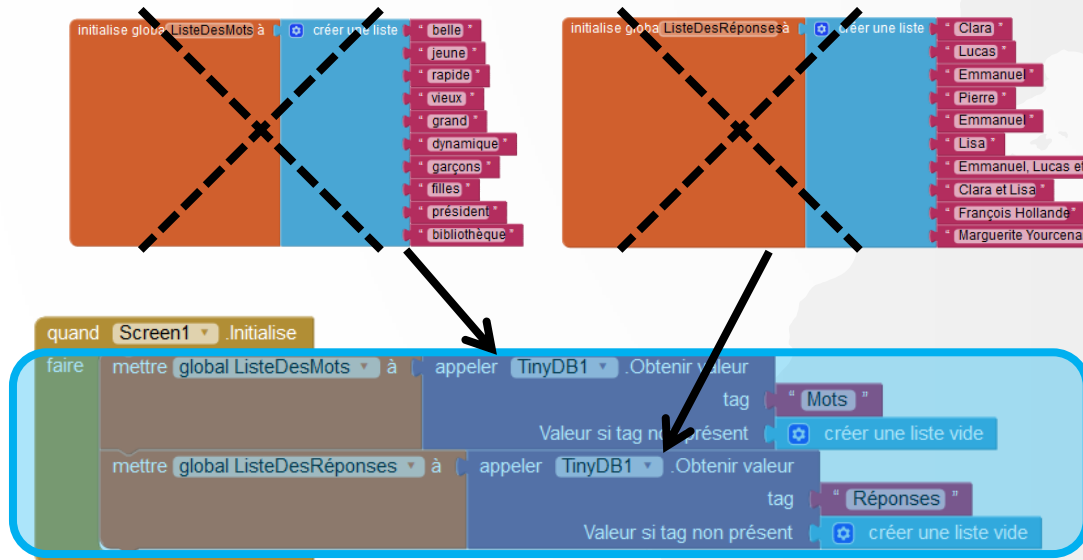 initialise global ListeDesMots à créer une liste " belle "
" jeune "
" rapide "
" vieux "
" grand "
" dynamique "
" garçons "
" filles "
" président "
" bibliothèque "
initialise global ListeDesRéponses à créer une liste " Clara "
" Lucas "
" Emmanuel "
" Pierre "
" Emmanuel "
" Lisa "
" Emmanuel, Lucas et
" Clara et Lisa "
" François Hollande "
" Marguerite Yourcena
quand Screen1 .Initialise
faire mettre global ListeDesMots à appeler TinyDB1 .Obtenir valeur
tag " Mots "
Valeur si tag non présent créer une liste vide
mettre global ListeDesRéponses à appeler TinyDB1 .Obtenir valeur
tag " Réponses "
Valeur si tag non présent créer une liste vide